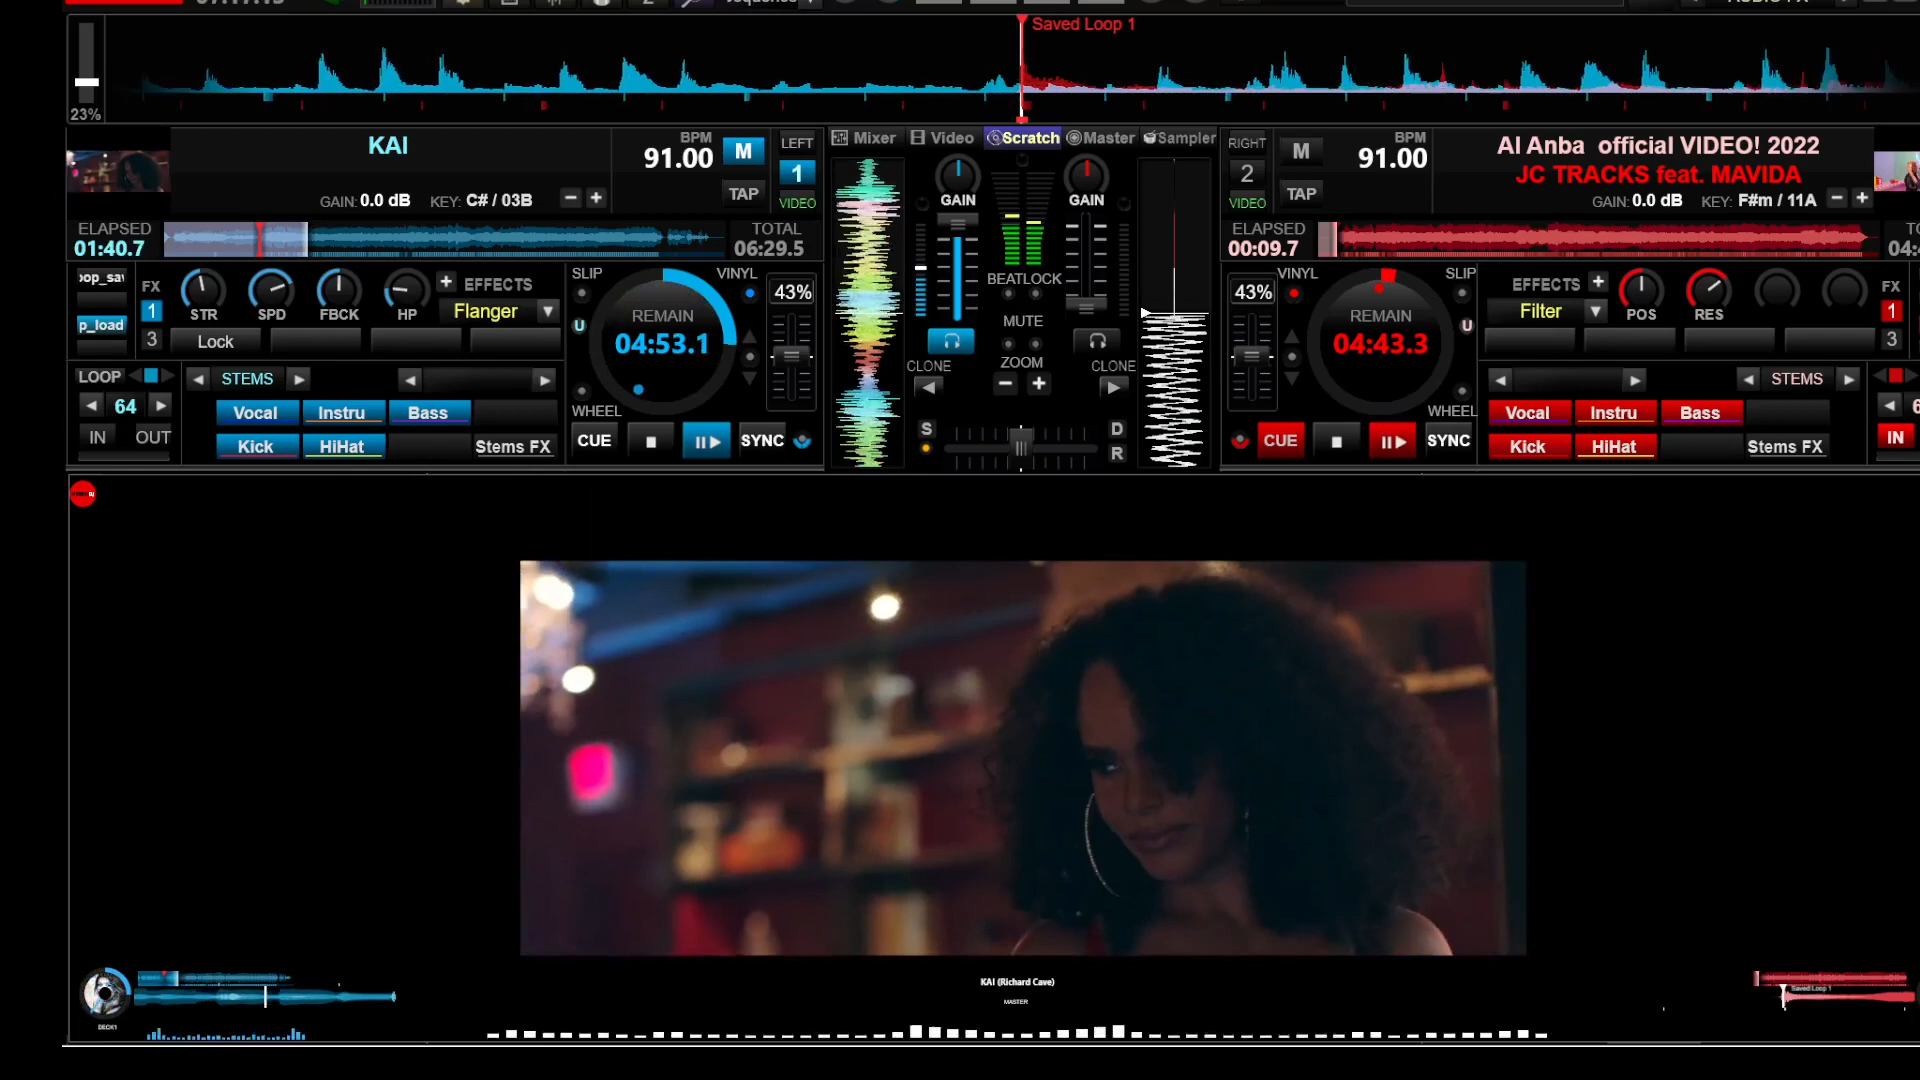 Saved Loop 1
23%
KAI
BPM
91.00
M
TAP
LEFT
1
VIDEO
GAIN: 0.0 dB KEY: C# / 03B
Mixer Video Scratch Master Sampler
RIGHT
2
VIDEO
M
TAP
BPM
91.00
Al Anba official VIDEO! 2022
JC TRACKS feat. MAVIDA
GAIN: 0.0 dB KEY: F#m / 11A
ELAPSED
01:40.7
TOTAL
06:29.5
GAIN GAIN
BEATLOCK
MUTE
ZOOM
CLONE CLONE
S D
R
ELAPSED
00:09.7
FX
1
3
STR SPD FBCK HP
EFFECTS
Flanger
Lock
p_load
LOOP
64
IN OUT
STEMS
Vocal Instru Bass
Kick HiHat Stems FX
SLIP VINYL
REMAIN
04:53.1
U
43%
WHEEL
CUE SYNC
VINYL SLIP
43%
REMAIN
04:43.3
U
WHEEL
CUE SYNC
EFFECTS
Filter
POS RES
FX
1
3
STEMS
Vocal Instru Bass
Kick HiHat Stems FX
IN
KAI (Richard Cave)
MASTER
DECK1
Saved Loop 1